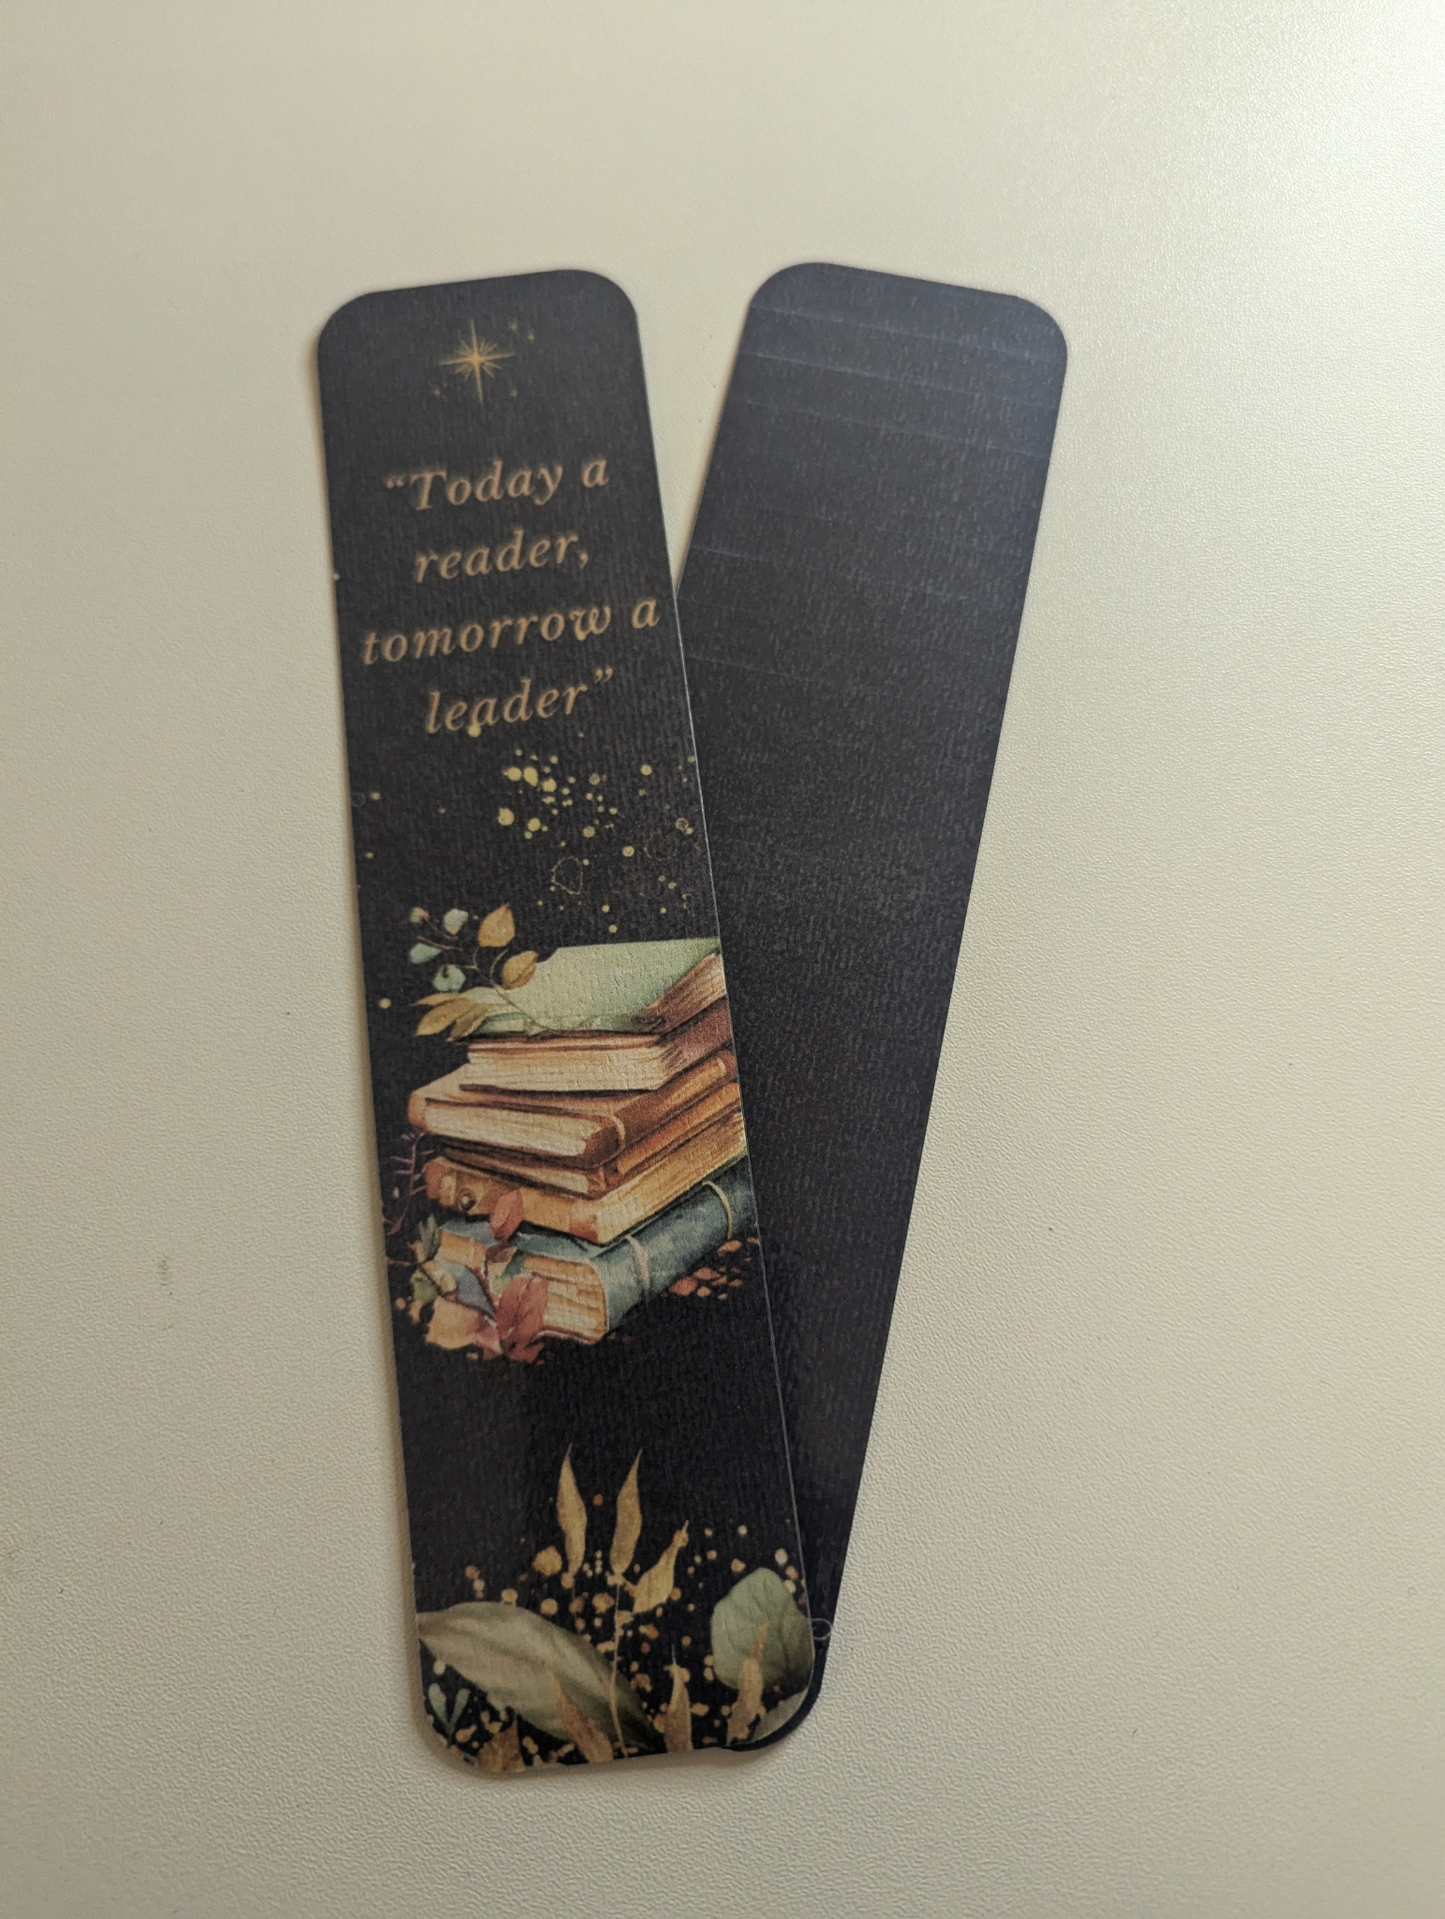 “Today a
reader,
tomorrow a
leader”